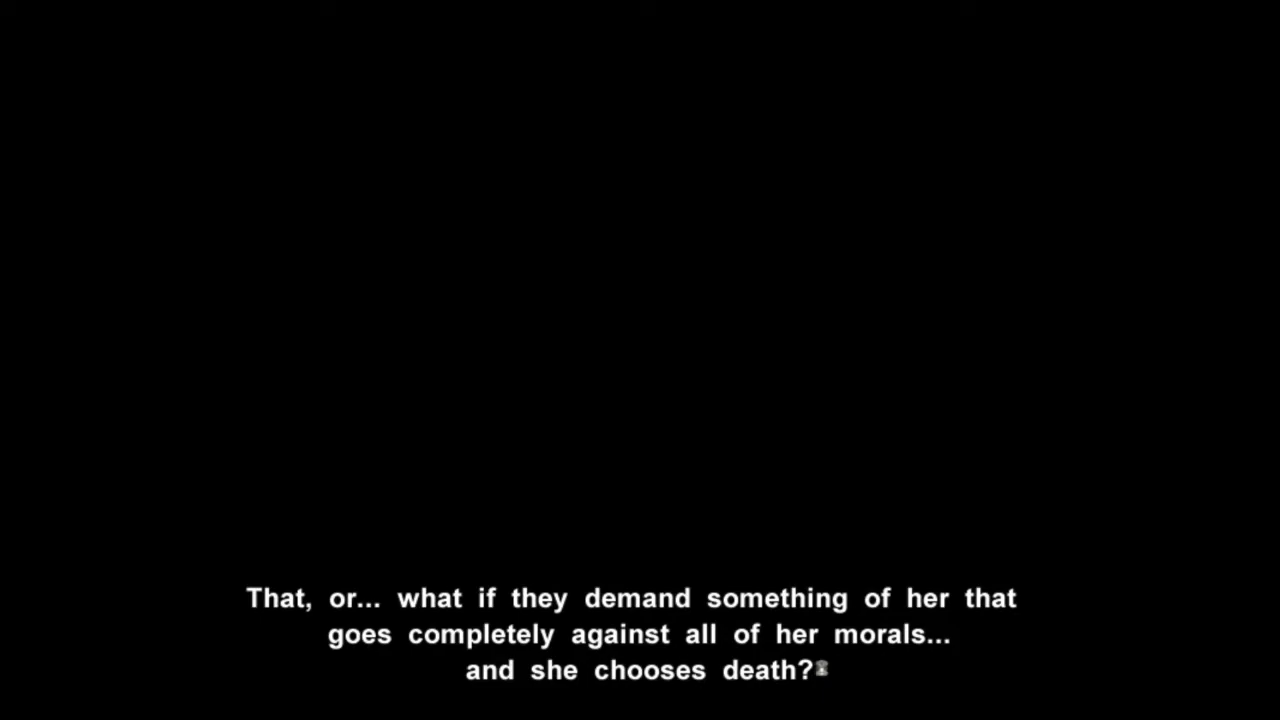 That, or... what if they demand something of her that
goes completely against all of her morals...
and she chooses death?